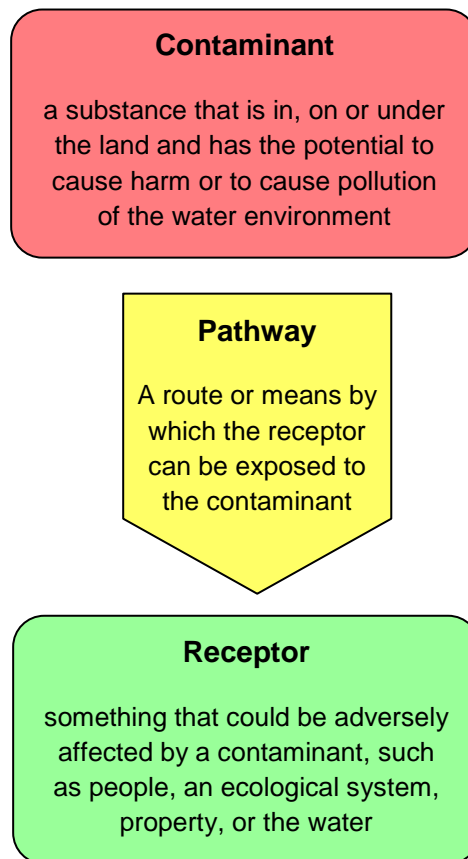 Contaminant
a substance that is in, on or under
the land and has the potential to
cause harm or to cause pollution
of the water environment
Pathway
A route or means by
which the receptor
can be exposed to
the contaminant
Receptor
something that could be adversely
affected by a contaminant, such
as people, an ecological system,
property, or the water